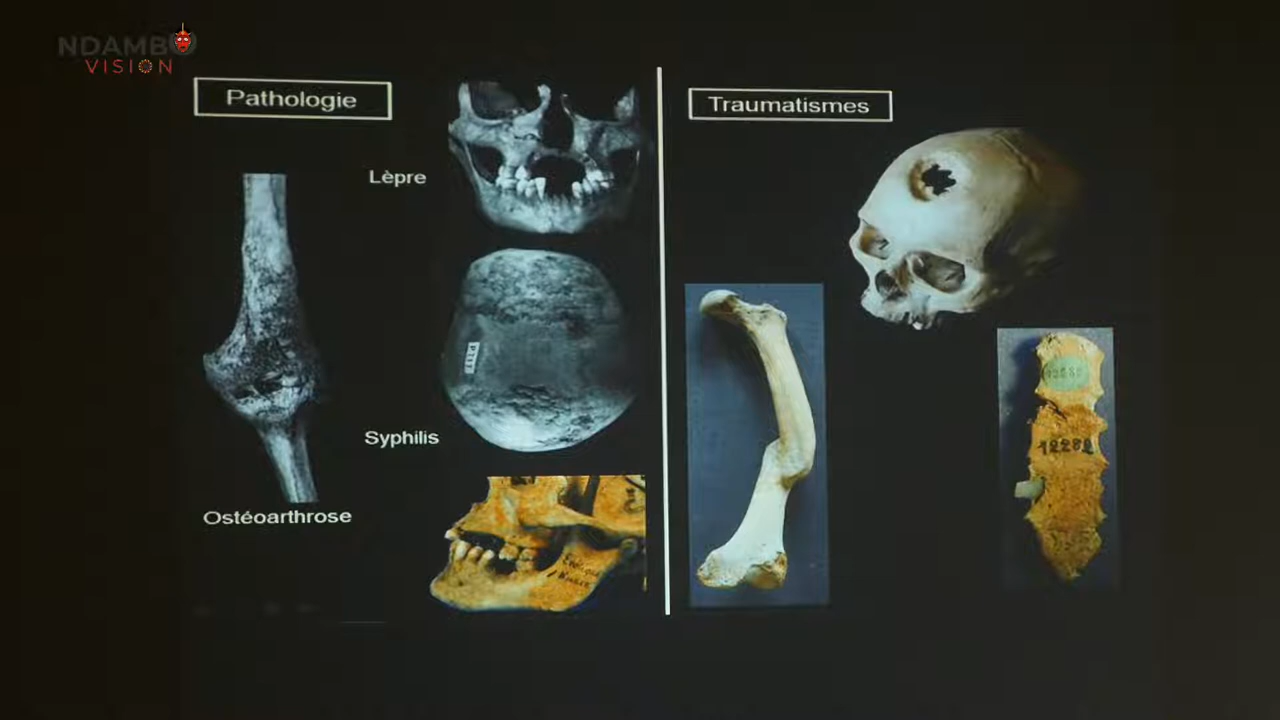 NDAMBO
VISION
Pathologie
Lèpre
Syphilis
Ostéoarthrose
Traumatismes
12282